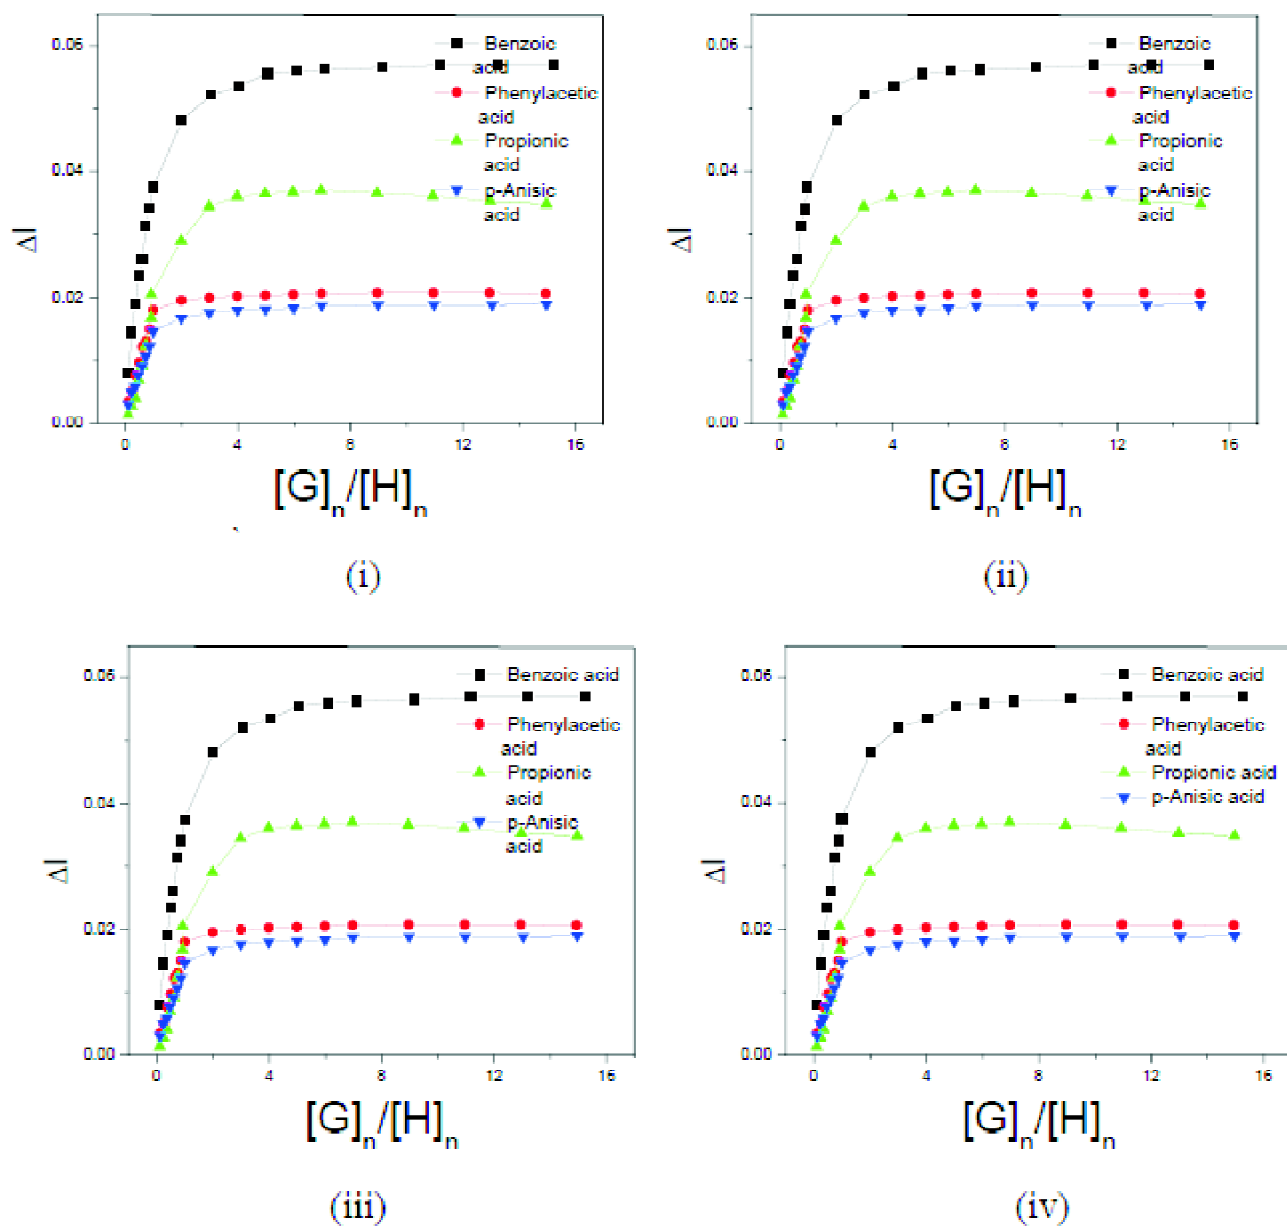 0.06
0.04
0.02
0.00
ΔI
Benzoic
acid
Phenylacetic
acid
Propionic
acid
p-Anisic
acid
0 4 8 12 16
[G]n/[H]n
(i)
0.06
0.04
0.02
0.00
ΔI
Benzoic
acid
Phenylacetic
acid
Propionic
acid
p-Anisic
acid
0 4 8 12 16
[G]n/[H]n
(ii)
0.06
0.04
0.02
0.00
ΔI
Benzoic acid
Phenylacetic
acid
Propionic
acid
p-Anisic
acid
0 4 8 12 16
[G]n/[H]n
(iii)
0.06
0.04
0.02
0.00
ΔI
Benzoic acid
Phenylacetic
acid
Propionic acid
p-Anisic acid
0 4 8 12 16
[G]n/[H]n
(iv)